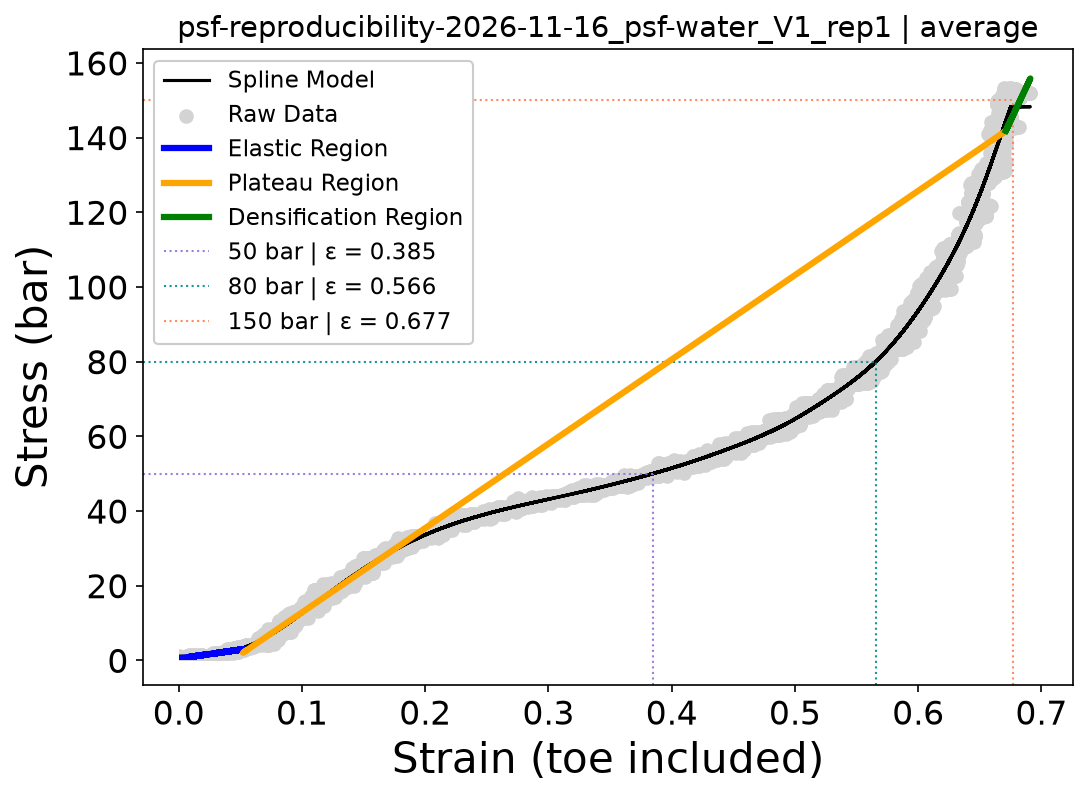 psf-reproducibility-2026-11-16_psf-water_V1_rep1 | average
160
140
120
100
80
60
40
20
0
Stress (bar)
Spline Model
Raw Data
Elastic Region
Plateau Region
Densification Region
50 bar | ε = 0.385
80 bar | ε = 0.566
150 bar | ε = 0.677
0.0 0.1 0.2 0.3 0.4 0.5 0.6 0.7
Strain (toe included)